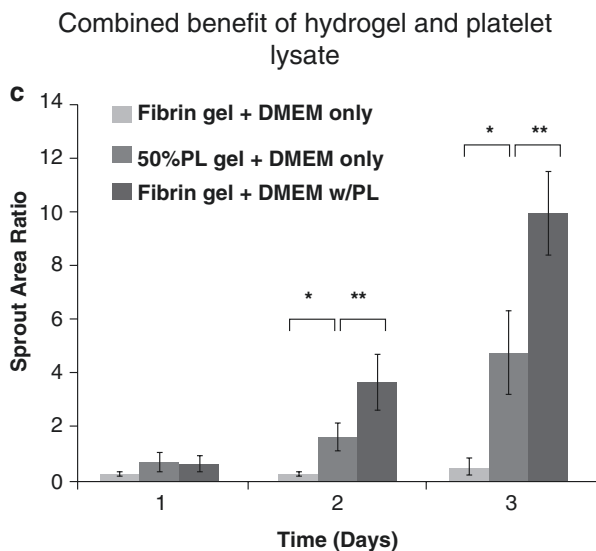 Combined benefit of hydrogel and platelet
lysate
c
Sprout Area Ratio
14
12
10
8
6
4
2
0
Fibrin gel + DMEM only
50%PL gel + DMEM only
Fibrin gel + DMEM w/PL
* **
* **
1 2 3
Time (Days)